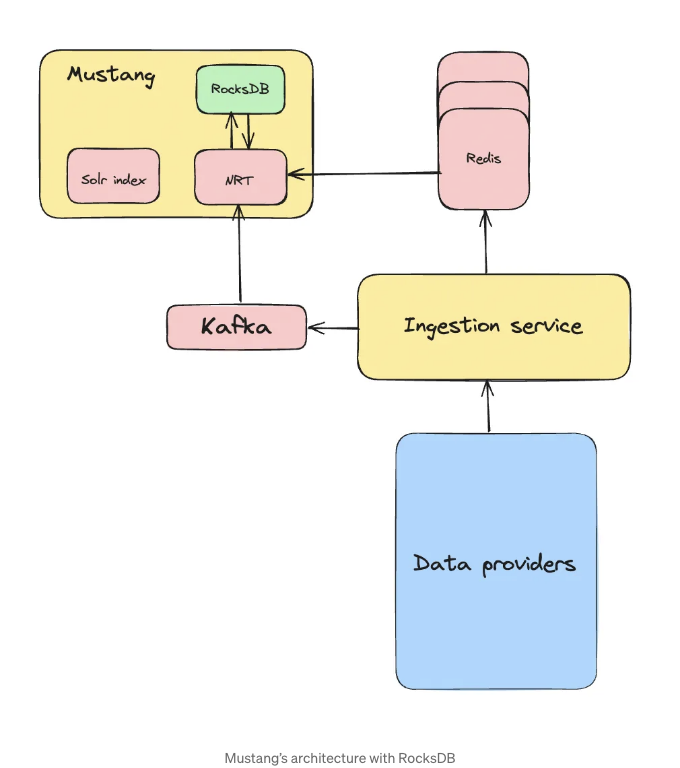 Mustang
RocksDB
Redis
Solr index
NRT
Kafka
Ingestion service
Data providers
Mustang's architecture with RocksDB